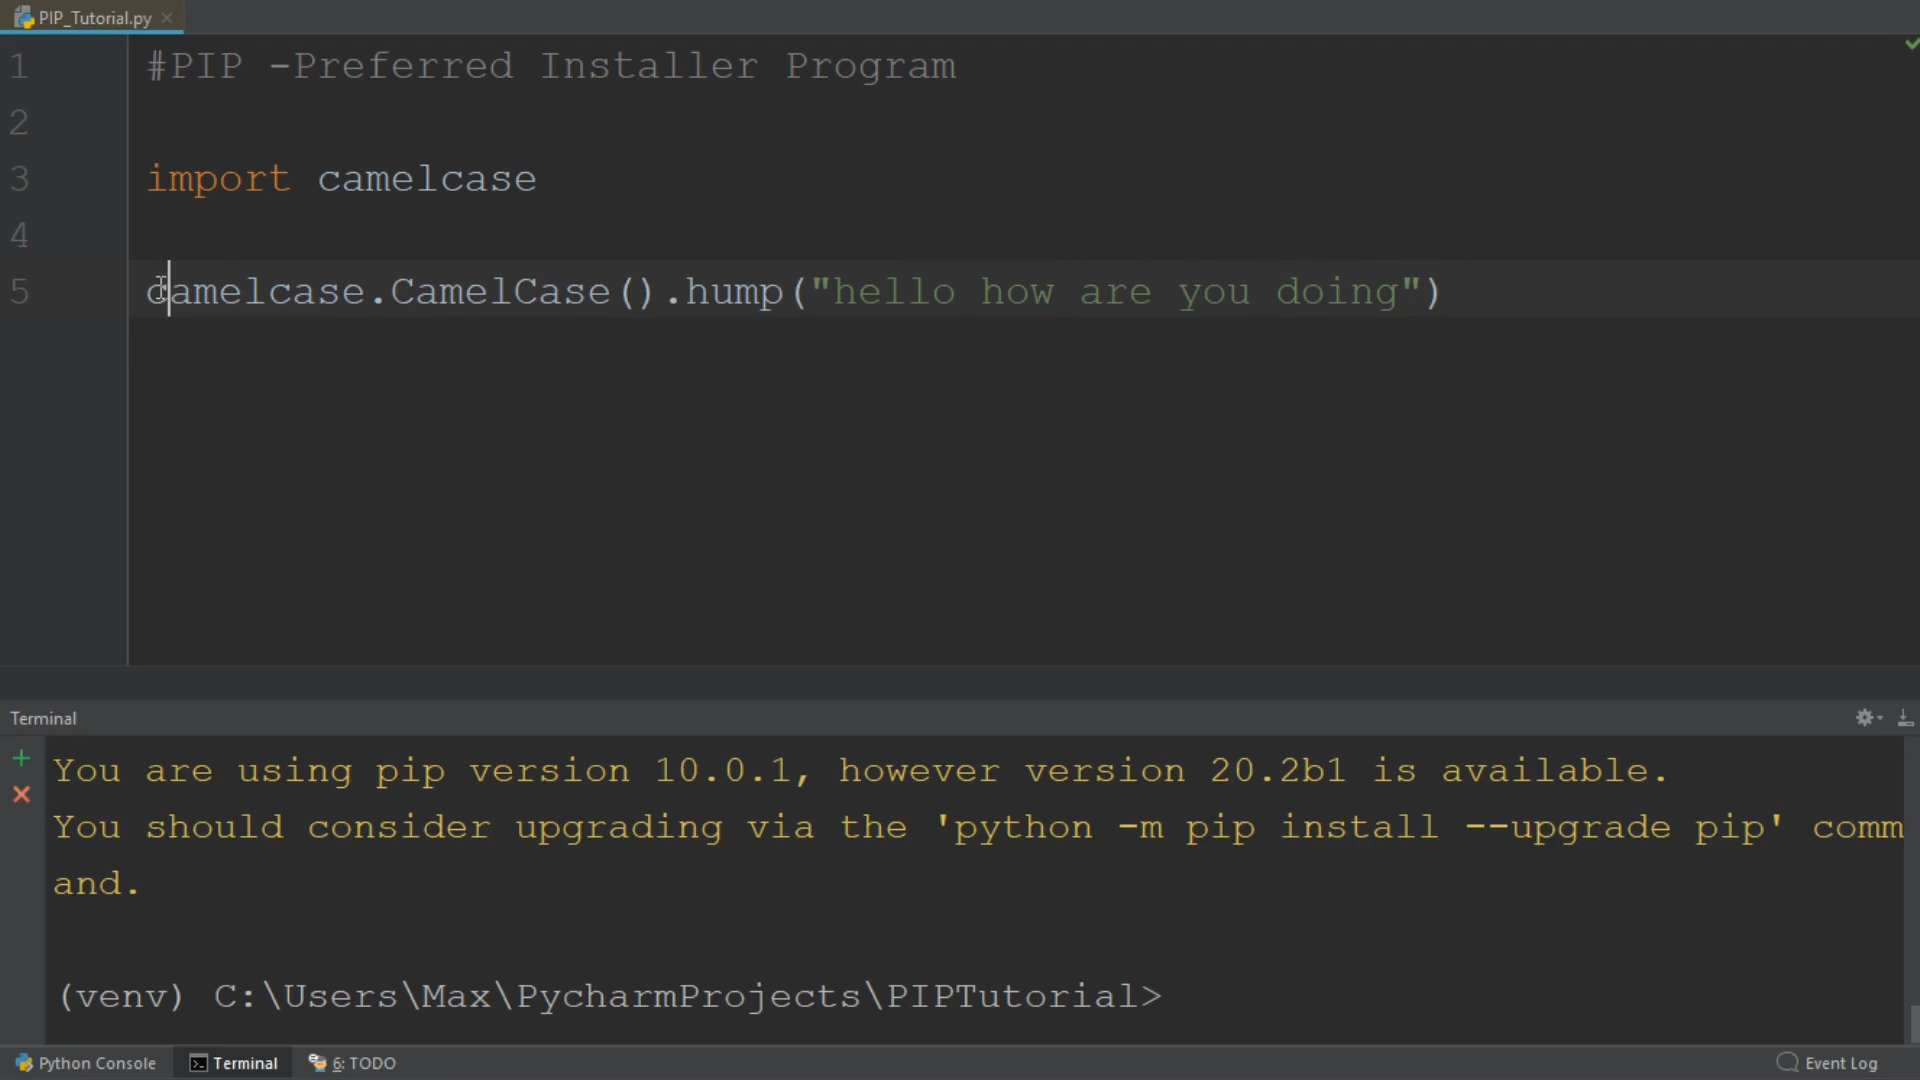 PIP_Tutorial.py
1 #PIP -Preferred Installer Program
2
3 import camelcase
4
5 camelcase.CamelCase().hump("hello how are you doing")
Terminal
You are using pip version 10.0.1, however version 20.2b1 is available.
You should consider upgrading via the 'python -m pip install --upgrade pip' comm
and.
(venv) C:\Users\Max\PycharmProjects\PIPTutorial>
Python Console Terminal 6: TODO Event Log